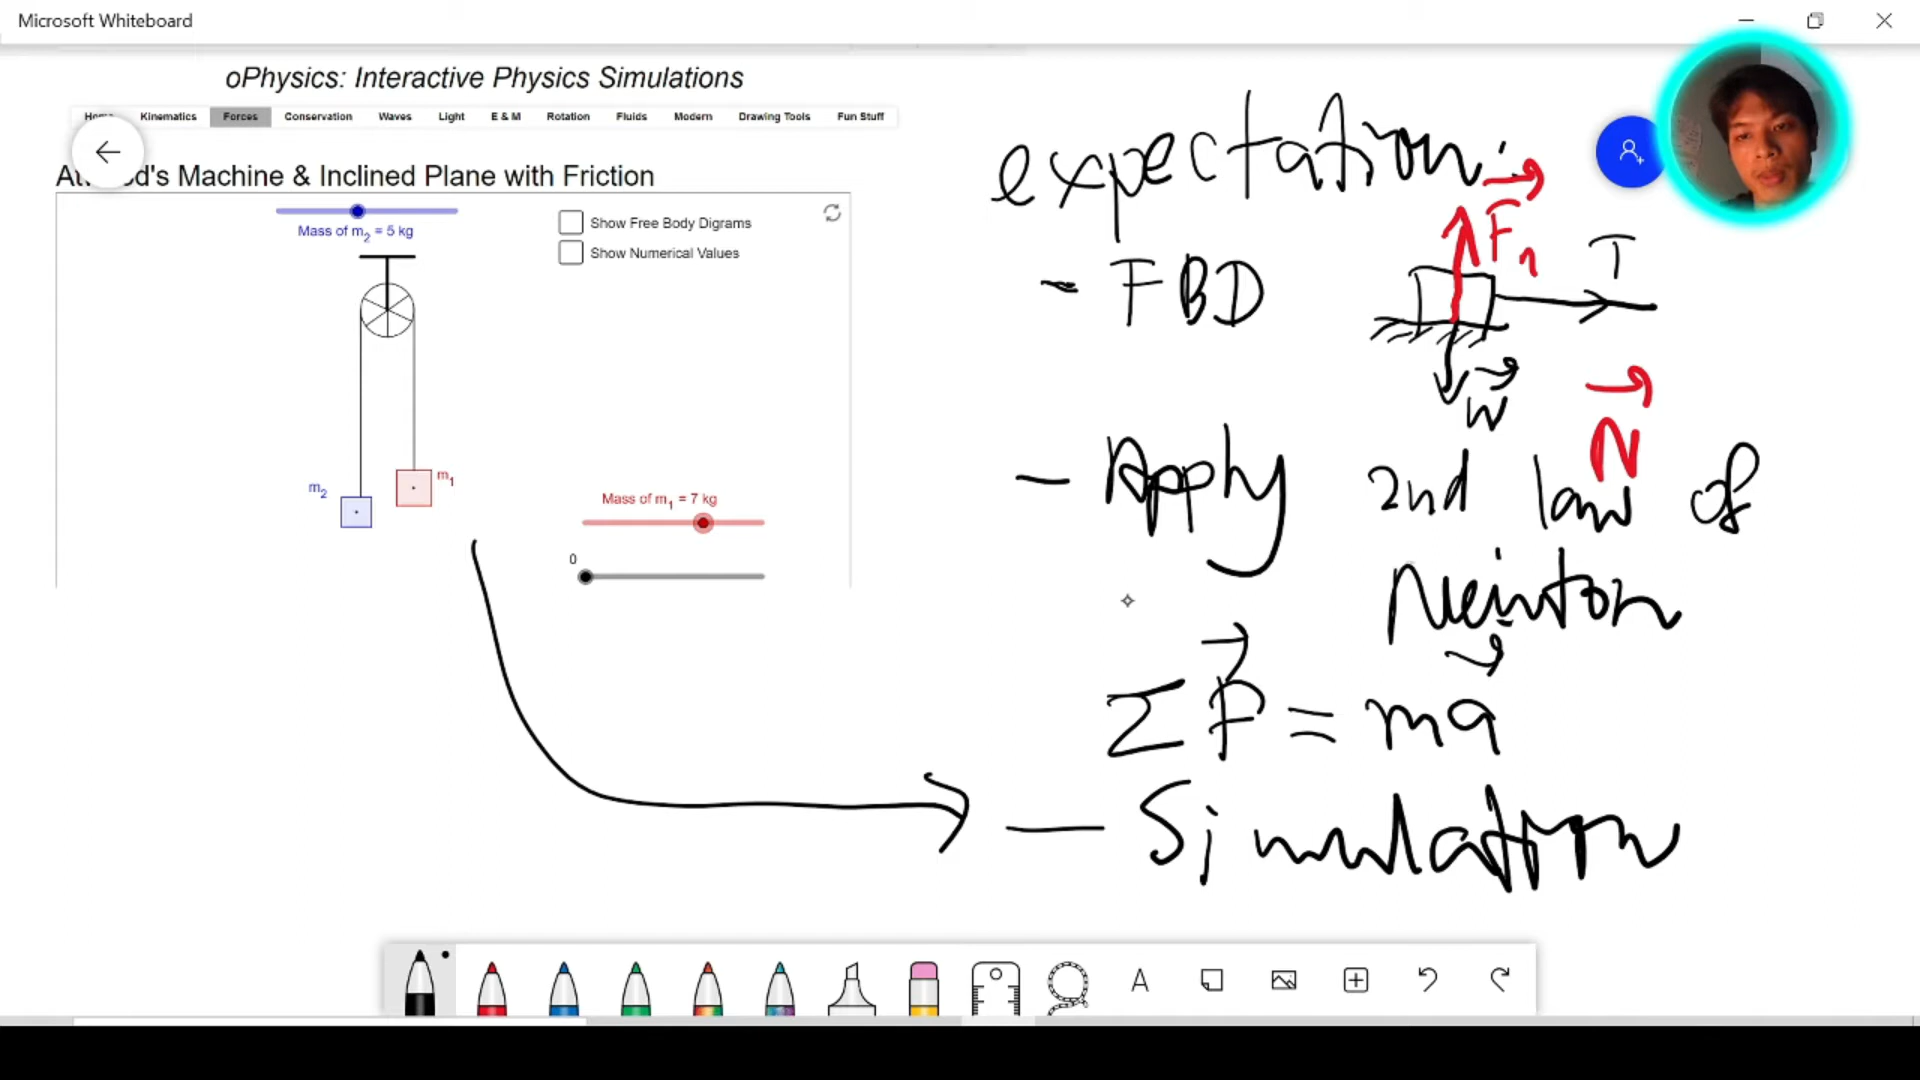 Microsoft Whiteboard
oPhysics: Interactive Physics Simulations
Kinematics Forces Conservation Waves Light E & M Rotation Fluids Modern Drawing Tools Fun Stuff
Machine & Inclined Plane with Friction
Mass of m2 = 5 kg
Show Free Body Digrams
Show Numerical Values
m2
m1
Mass of m1 = 7 kg
0
expectation:
- FBD
Fn
T
W
N
- Apply 2nd law of
Newton
ΣF = ma
- Simulation
A